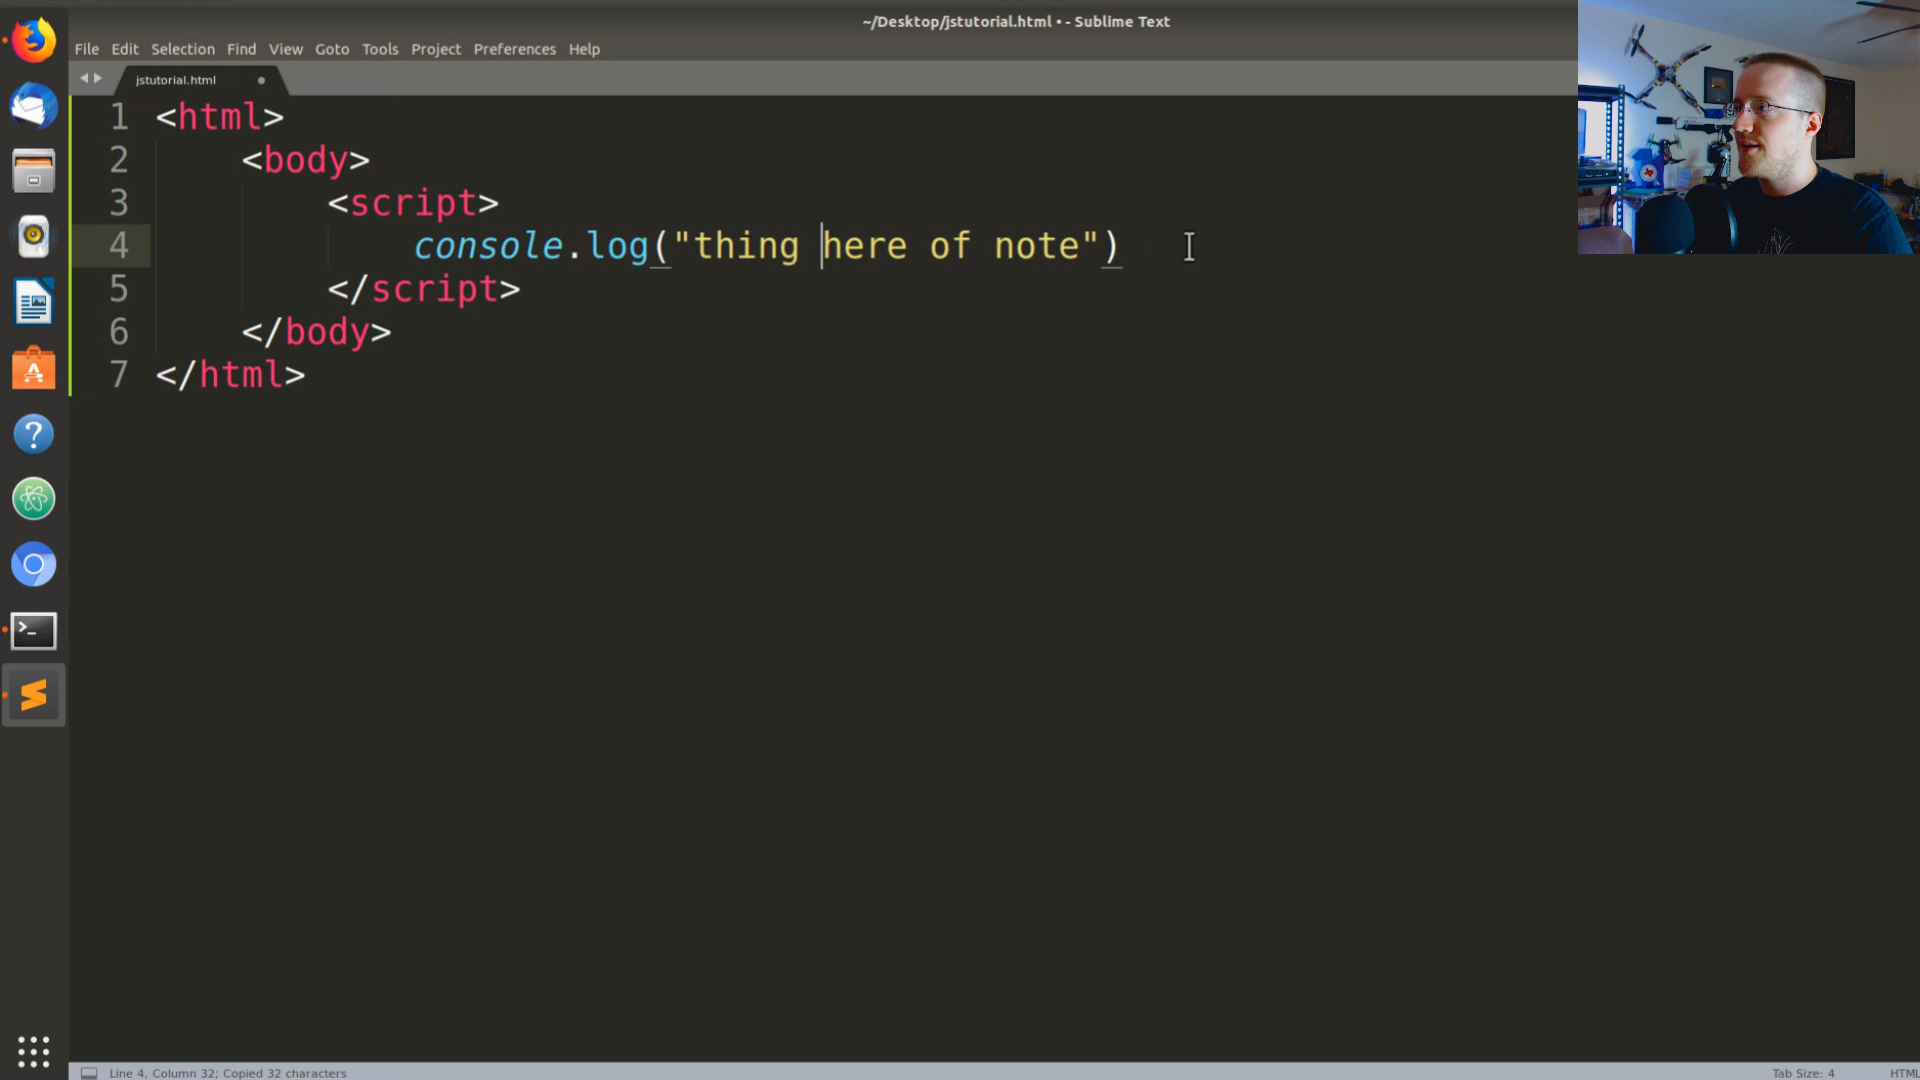 ~/Desktop/jstutorial.html • - Sublime Text
File Edit Selection Find View Goto Tools Project Preferences Help
jstutorial.html
1 <html>
2 <body>
3 <script>
4 console.log("thing here of note")
5 </script>
6 </body>
7 </html>
Line 4, Column 32; Copied 32 characters
Tab Size: 4
HTML